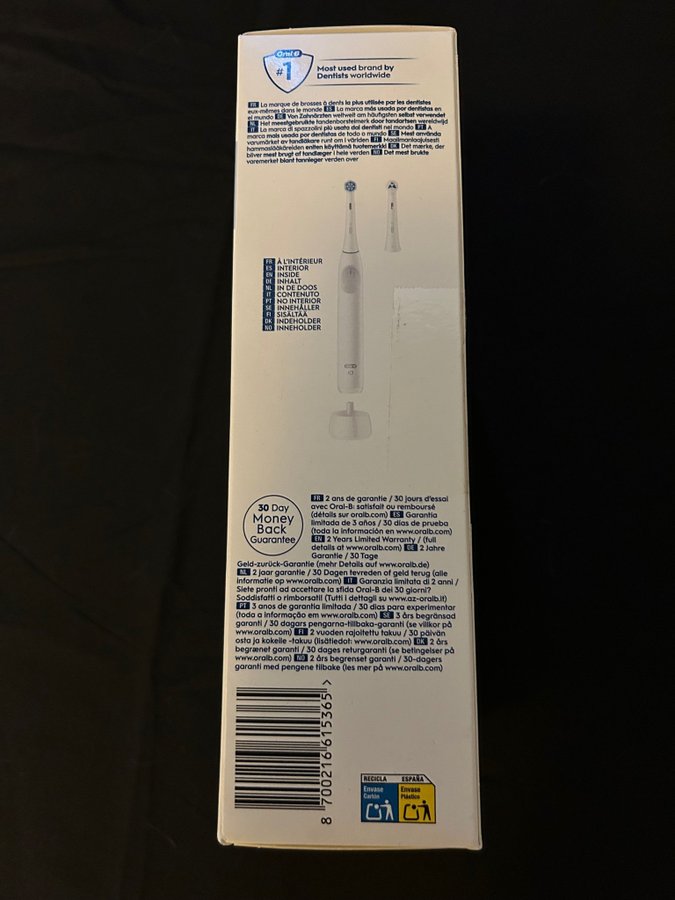 Oral-B
#1
Most used brand by
Dentists worldwide
FR La marque de brosses à dents la plus utilisée par les dentistes
eux-mêmes dans le monde ES La marca más usada por dentistas en
el mundo DE Von Zahnärzten weltweit am häufigsten selbst verwendet
NL Het meestgebruikte tandenborstelmerk door tandartsen wereldwijd
IT La marca di spazzolini più usata dai dentisti nel mondo PT A
marca mais usada por dentistas de todo o mundo SE Mest använda
varumärket av tandläkare runt om i världen FI Maailmanlaajuisesti
hammaslääkäreiden eniten käyttämä tuotemerkki DK Det mærke, der
bliver mest brugt af tandlæger i hele verden NO Det mest brukte
varemerket blant tannleger verden over
FR À L'INTÉRIEUR
ES INTERIOR
EN INSIDE
DE INHALT
NL IN DE DOOS
IT CONTENUTO
PT NO INTERIOR
SE INNEHÅLLER
FI SISÄLTÄÄ
DK INDEHOLDER
NO INNEHOLDER
Oral-B
iO
30 Day
Money
Back
Guarantee
FR 2 ans de garantie / 30 jours d'essai
avec Oral-B: satisfait ou remboursé
(détails sur oralb.com) ES Garantía
limitada de 3 años / 30 días de prueba
(toda la información en www.oralb.com)
EN 2 Years Limited Warranty / (full
details at www.oralb.com) DE 2 Jahre
Garantie / 30 Tage
Geld-zurück-Garantie (mehr Details auf www.oralb.de)
NL 2 jaar garantie / 30 Dagen tevreden of geld terug (alle
informatie op www.oralb.com) IT Garanzia limitata di 2 anni /
Siete pronti ad accettare la sfida Oral-B dei 30 giorni?
Soddisfatti o rimborsati! (Tutti i dettagli su www.az-oralb.it)
PT 3 anos de garantia limitada / 30 dias para experimentar
(toda a informação em www.oralb.com) SE 3 års begränsad
garanti / 30 dagars pengarna-tillbaka-garanti (se villkor på
www.oralb.com) FI 2 vuoden rajoitettu takuu / 30 päivän
osta ja kokeile -takuu (lisätiedot: www.oralb.com) DK 2 års
begrænset garanti / 30 dages returgaranti (se betingelser på
www.oralb.com) NO 2 års begrenset garanti / 30-dagers
garanti med pengene tilbake (les mer på www.oralb.com)
8 700216 615365 >
RECICLA ESPAÑA
Envase Envase
Cartón Plástico